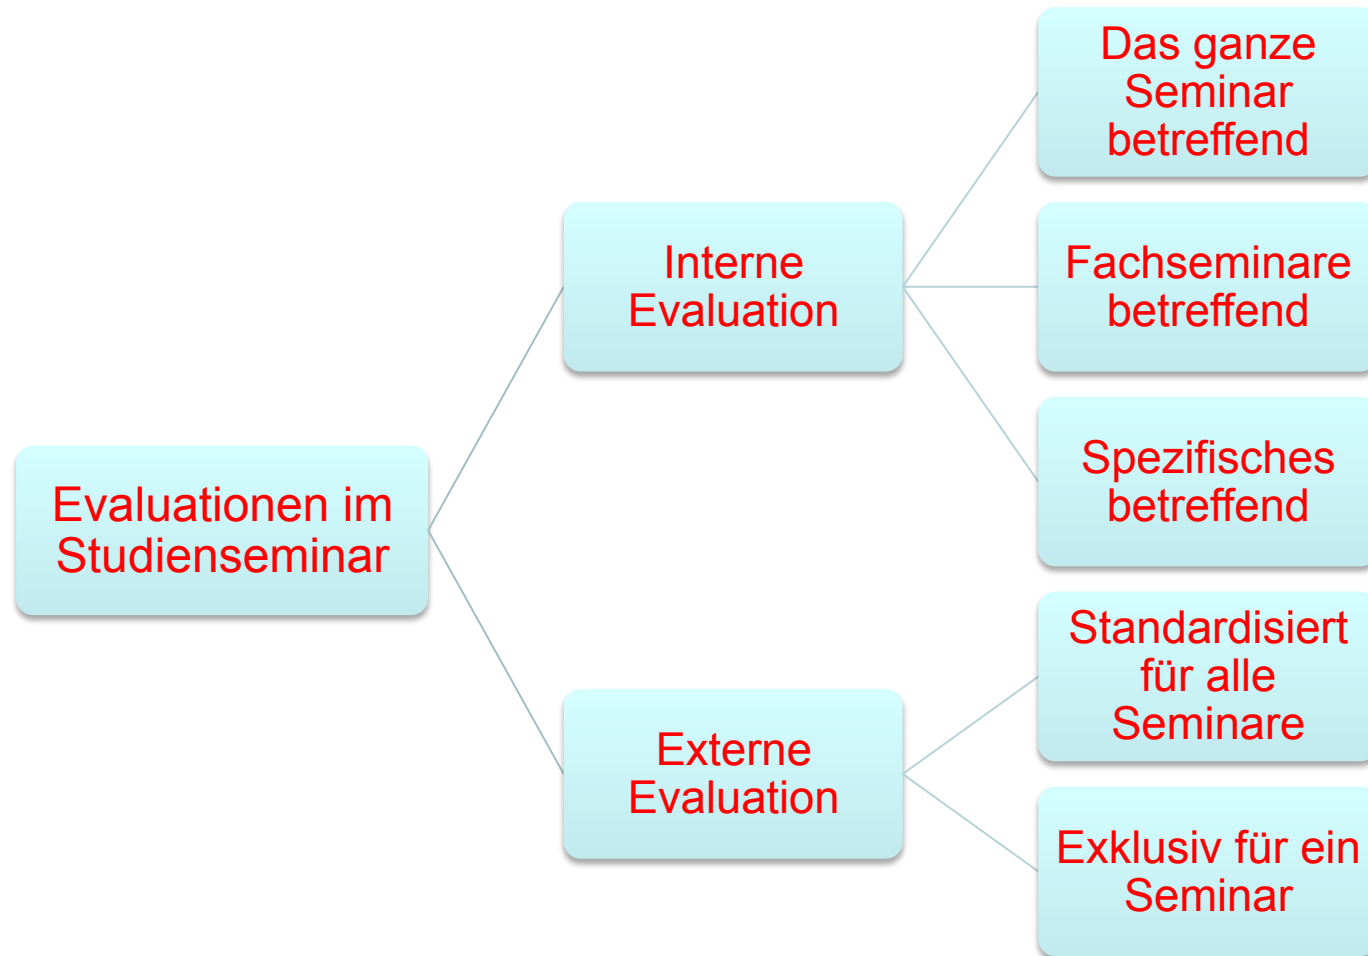 Das ganze
Seminar
betreffend
Interne
Evaluation
Fachseminare
betreffend
Spezifisches
betreffend
Evaluationen im
Studienseminar
Standardisiert
für alle
Seminare
Externe
Evaluation
Exklusiv für ein
Seminar